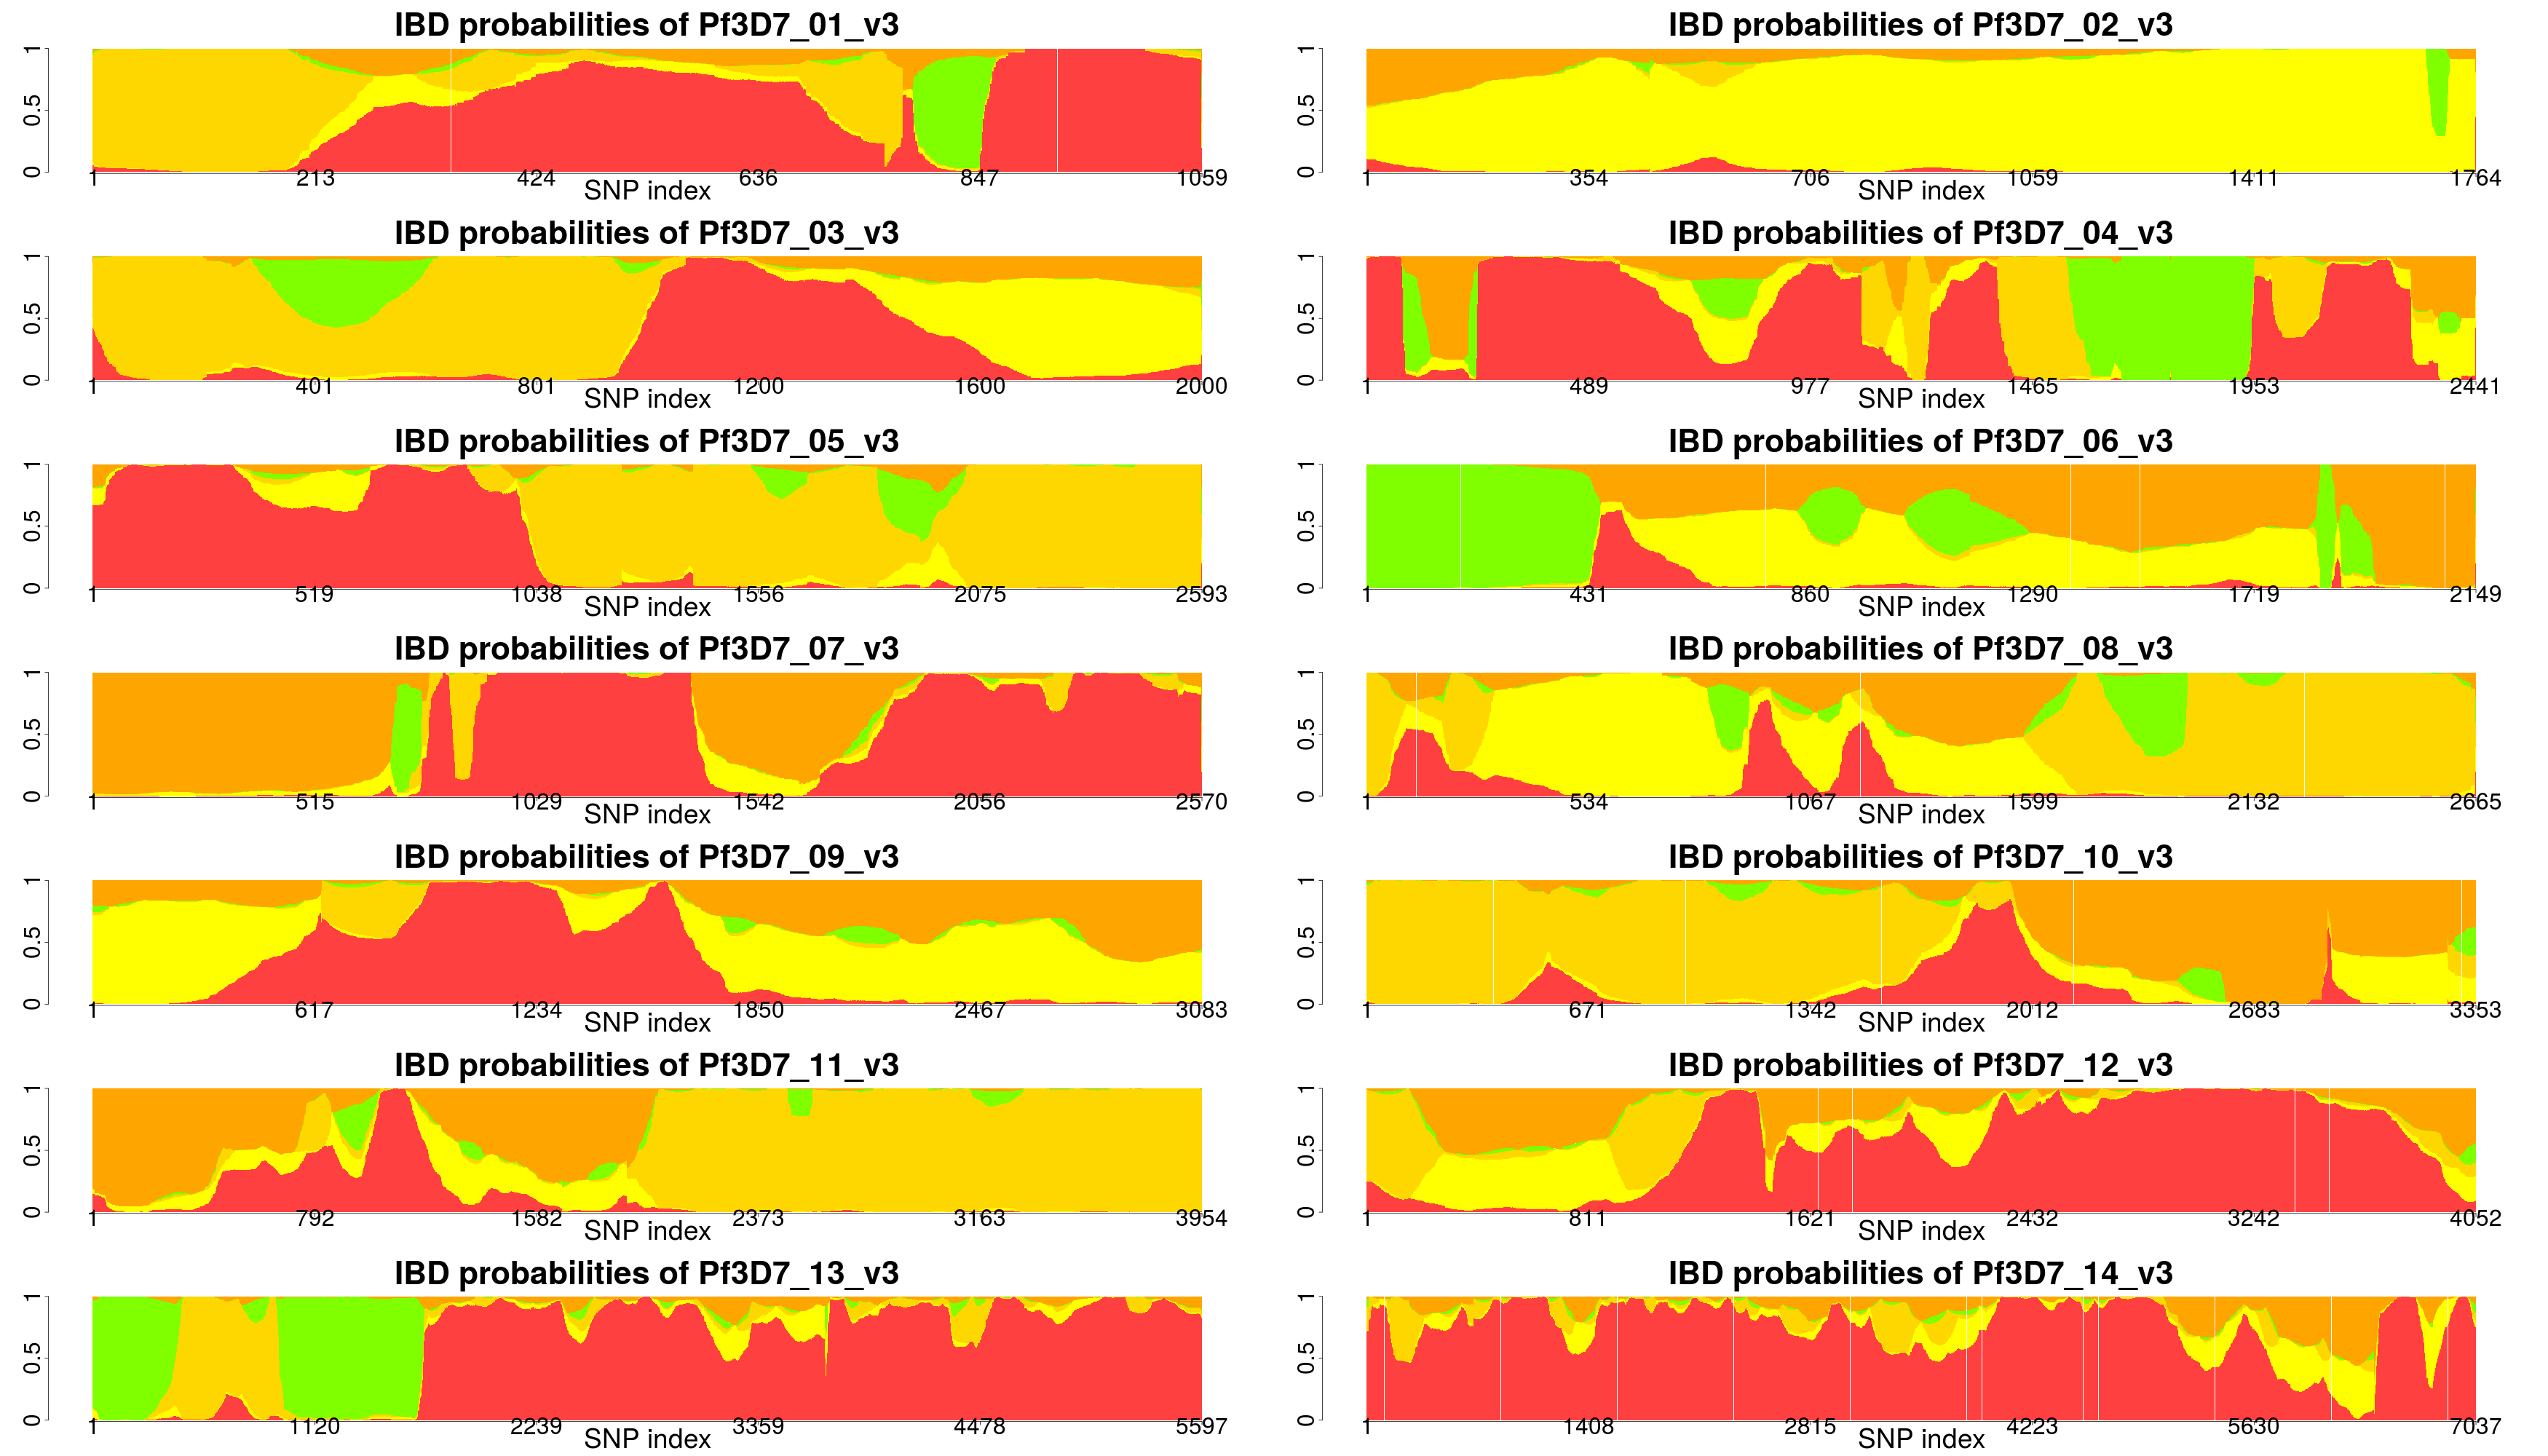 IBD probabilities of Pf3D7_01_v3
0 0.5 1
1 213 424 636 847 1059
SNP index
IBD probabilities of Pf3D7_02_v3
0 0.5 1
1 354 706 1059 1411 1764
SNP index
IBD probabilities of Pf3D7_03_v3
0 0.5 1
1 401 801 1200 1600 2000
SNP index
IBD probabilities of Pf3D7_04_v3
0 0.5 1
1 489 977 1465 1953 2441
SNP index
IBD probabilities of Pf3D7_05_v3
0 0.5 1
1 519 1038 1556 2075 2593
SNP index
IBD probabilities of Pf3D7_06_v3
0 0.5 1
1 431 860 1290 1719 2149
SNP index
IBD probabilities of Pf3D7_07_v3
0 0.5 1
1 515 1029 1542 2056 2570
SNP index
IBD probabilities of Pf3D7_08_v3
0 0.5 1
1 534 1067 1599 2132 2665
SNP index
IBD probabilities of Pf3D7_09_v3
0 0.5 1
1 617 1234 1850 2467 3083
SNP index
IBD probabilities of Pf3D7_10_v3
0 0.5 1
1 671 1342 2012 2683 3353
SNP index
IBD probabilities of Pf3D7_11_v3
0 0.5 1
1 792 1582 2373 3163 3954
SNP index
IBD probabilities of Pf3D7_12_v3
0 0.5 1
1 811 1621 2432 3242 4052
SNP index
IBD probabilities of Pf3D7_13_v3
0 0.5 1
1 1120 2239 3359 4478 5597
SNP index
IBD probabilities of Pf3D7_14_v3
0 0.5 1
1 1408 2815 4223 5630 7037
SNP index